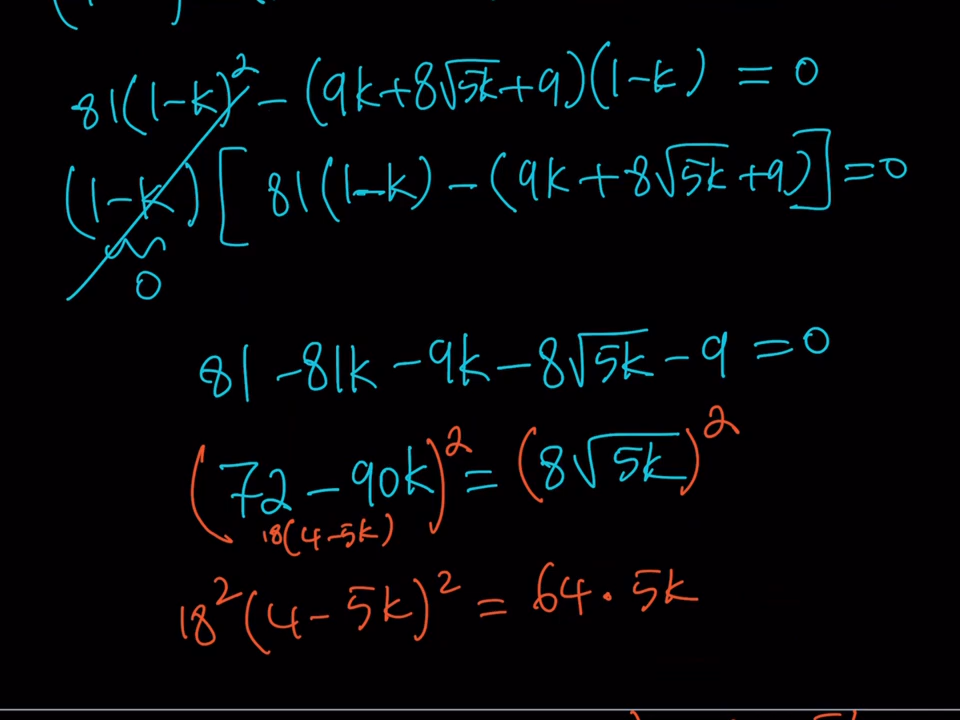 81(1-k)² - (9k+8√5k+9)(1-k) = 0
(1-k)[81(1-k) - (9k+8√5k+9)] = 0
0
81 - 81k - 9k - 8√5k - 9 = 0
(72 - 90k)² = (8√5k)²
18(4-5k)
18²(4-5k)² = 64·5k